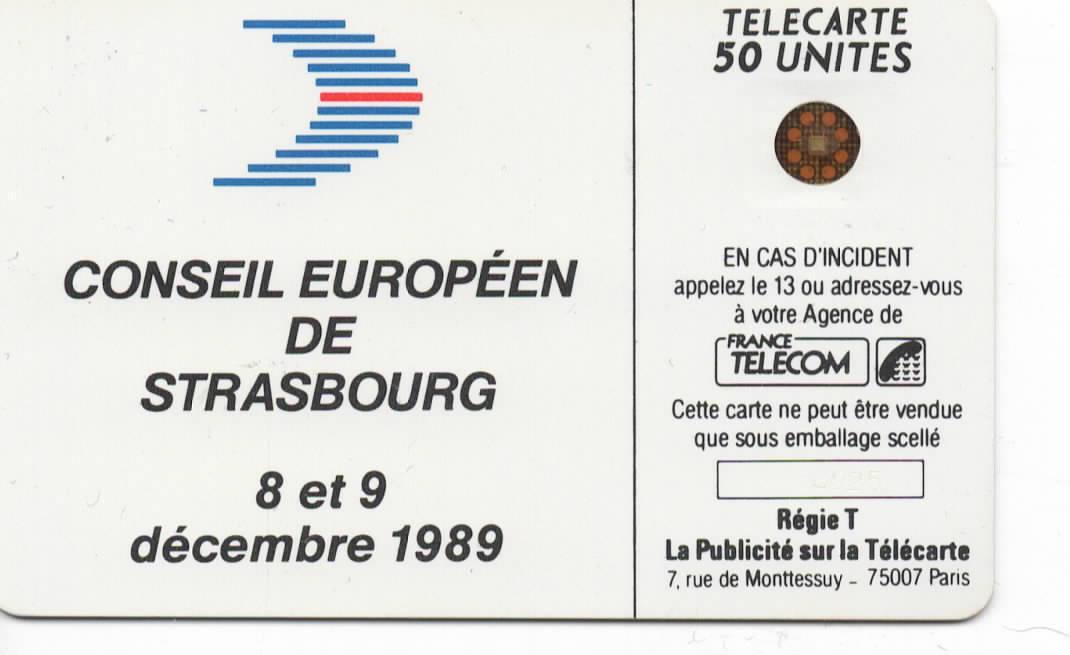 CONSEIL EUROPÉEN
DE
STRASBOURG
8 et 9
décembre 1989
TELECARTE
50 UNITES
EN CAS D'INCIDENT
appelez le 13 ou adressez-vous
à votre Agence de
FRANCE
TELECOM
Cette carte ne peut être vendue
que sous emballage scellé
Régie T
La Publicité sur la Télécarte
7, rue de Monttessuy - 75007 Paris